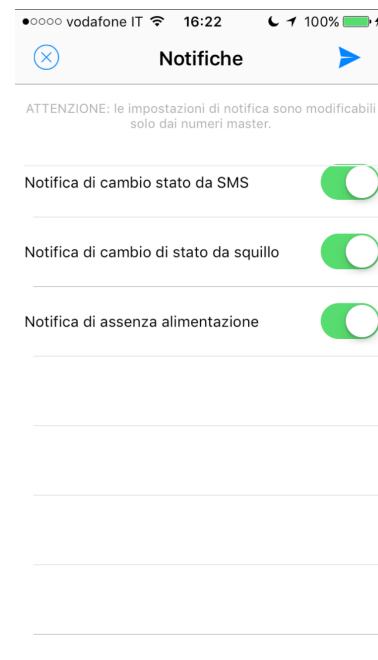 vodafone IT 16:22 100%
Notifiche
ATTENZIONE: le impostazioni di notifica sono modificabili
solo dai numeri master.
Notifica di cambio stato da SMS
Notifica di cambio di stato da squillo
Notifica di assenza alimentazione